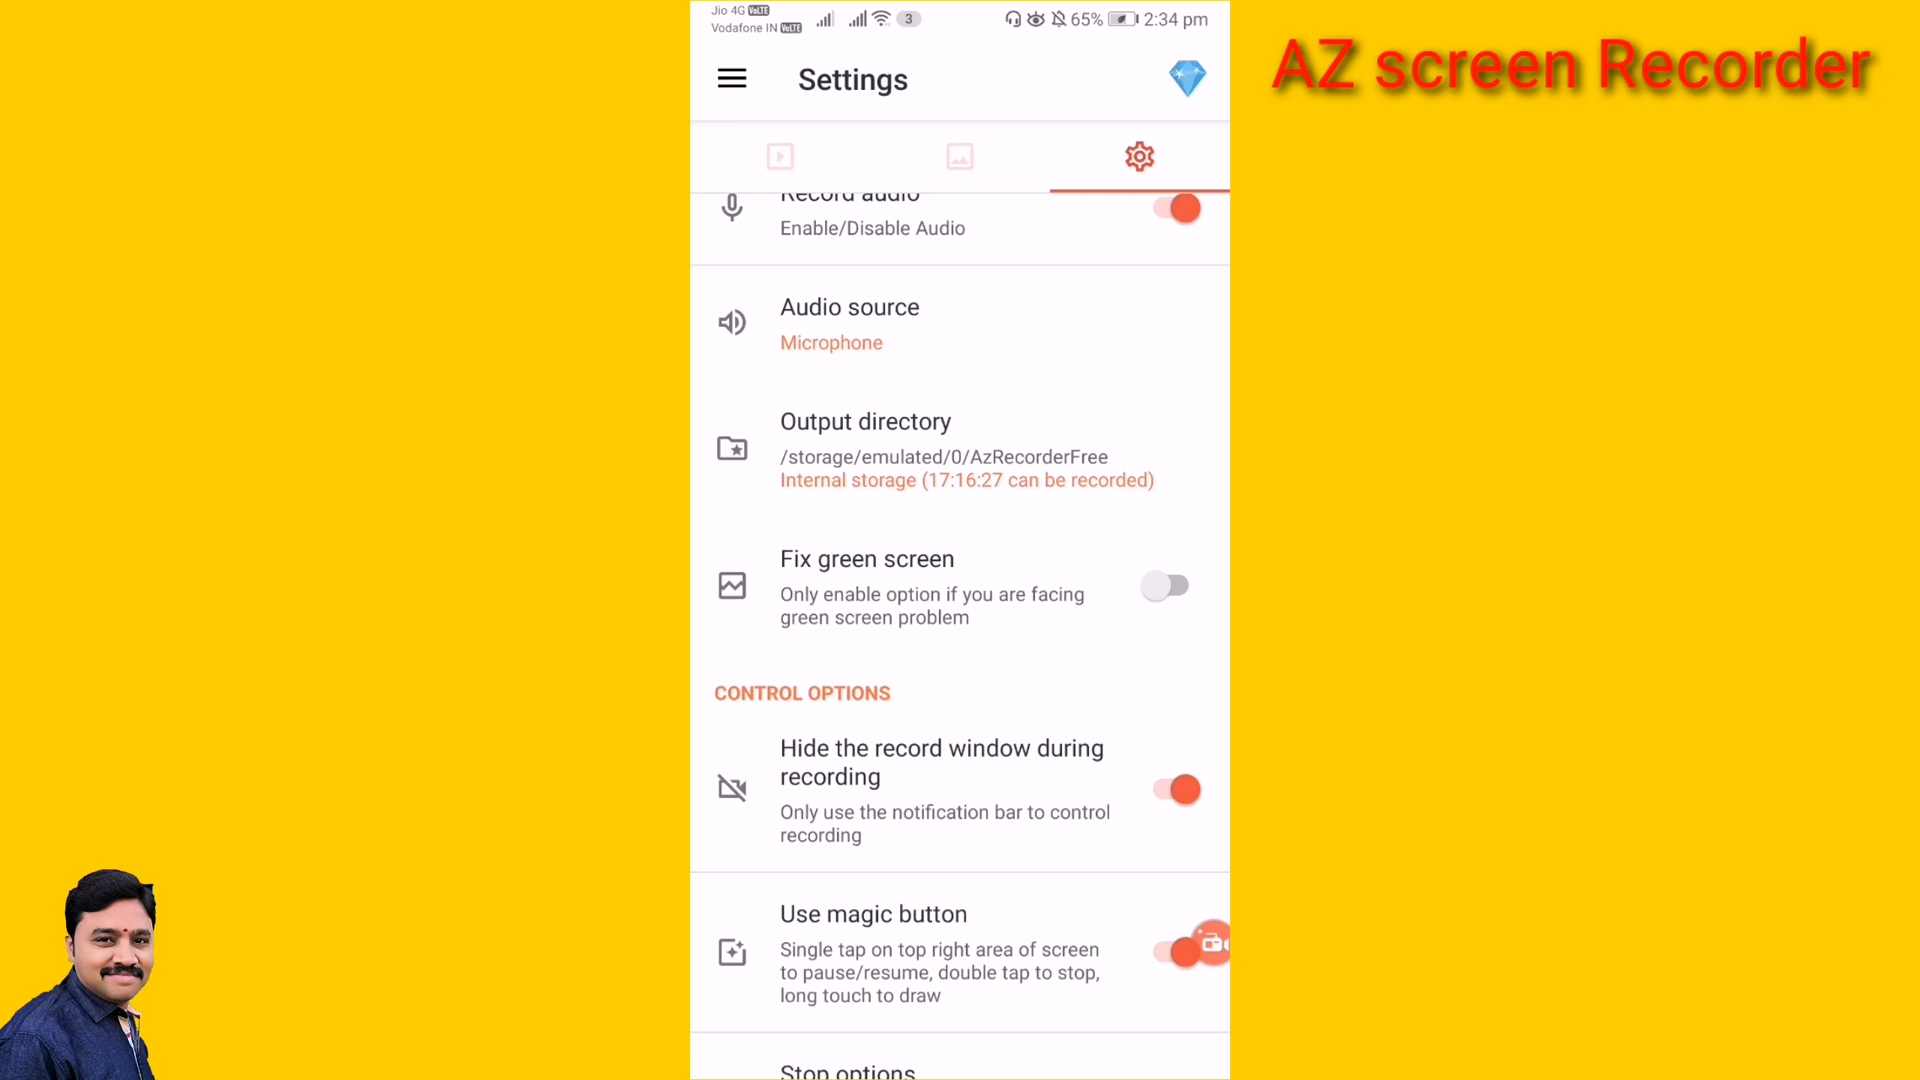 Jio 4G VoLTE
Vodafone IN VoLTE
3
65%
2:34 pm
AZ screen Recorder
Settings
Record audio
Enable/Disable Audio
Audio source
Microphone
Output directory
/storage/emulated/0/AzRecorderFree
Internal storage (17:16:27 can be recorded)
Fix green screen
Only enable option if you are facing
green screen problem
CONTROL OPTIONS
Hide the record window during
recording
Only use the notification bar to control
recording
Use magic button
Single tap on top right area of screen
to pause/resume, double tap to stop,
long touch to draw
Stop options